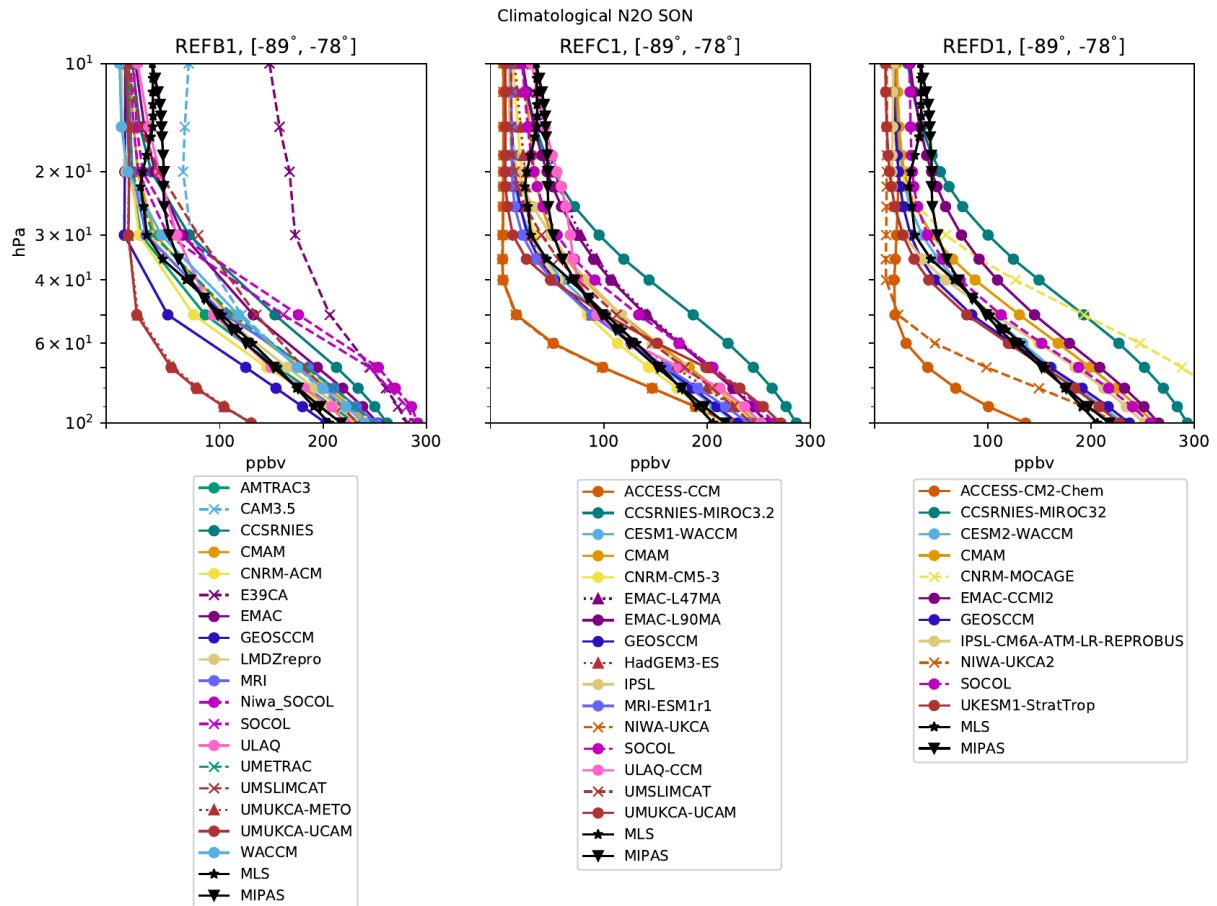 Climatological N2O SON
REFB1, [-89°, -78°]
REFC1, [-89°, -78°]
REFD1, [-89°, -78°]
hPa
10¹
2 × 10¹
3 × 10¹
4 × 10¹
6 × 10¹
10²
100
200
300
ppbv
100
200
300
ppbv
100
200
300
ppbv
AMTRAC3
CAM3.5
CCSRNIES
CMAM
CNRM-ACM
E39CA
EMAC
GEOSCCM
LMDZrepro
MRI
Niwa_SOCOL
SOCOL
ULAQ
UMETRAC
UMSLIMCAT
UMUKCA-METO
UMUKCA-UCAM
WACCM
MLS
MIPAS
ACCESS-CCM
CCSRNIES-MIROC3.2
CESM1-WACCM
CMAM
CNRM-CM5-3
EMAC-L47MA
EMAC-L90MA
GEOSCCM
HadGEM3-ES
IPSL
MRI-ESM1r1
NIWA-UKCA
SOCOL
ULAQ-CCM
UMSLIMCAT
UMUKCA-UCAM
MLS
MIPAS
ACCESS-CM2-Chem
CCSRNIES-MIROC32
CESM2-WACCM
CMAM
CNRM-MOCAGE
EMAC-CCMI2
GEOSCCM
IPSL-CM6A-ATM-LR-REPROBUS
NIWA-UKCA2
SOCOL
UKESM1-StratTrop
MLS
MIPAS